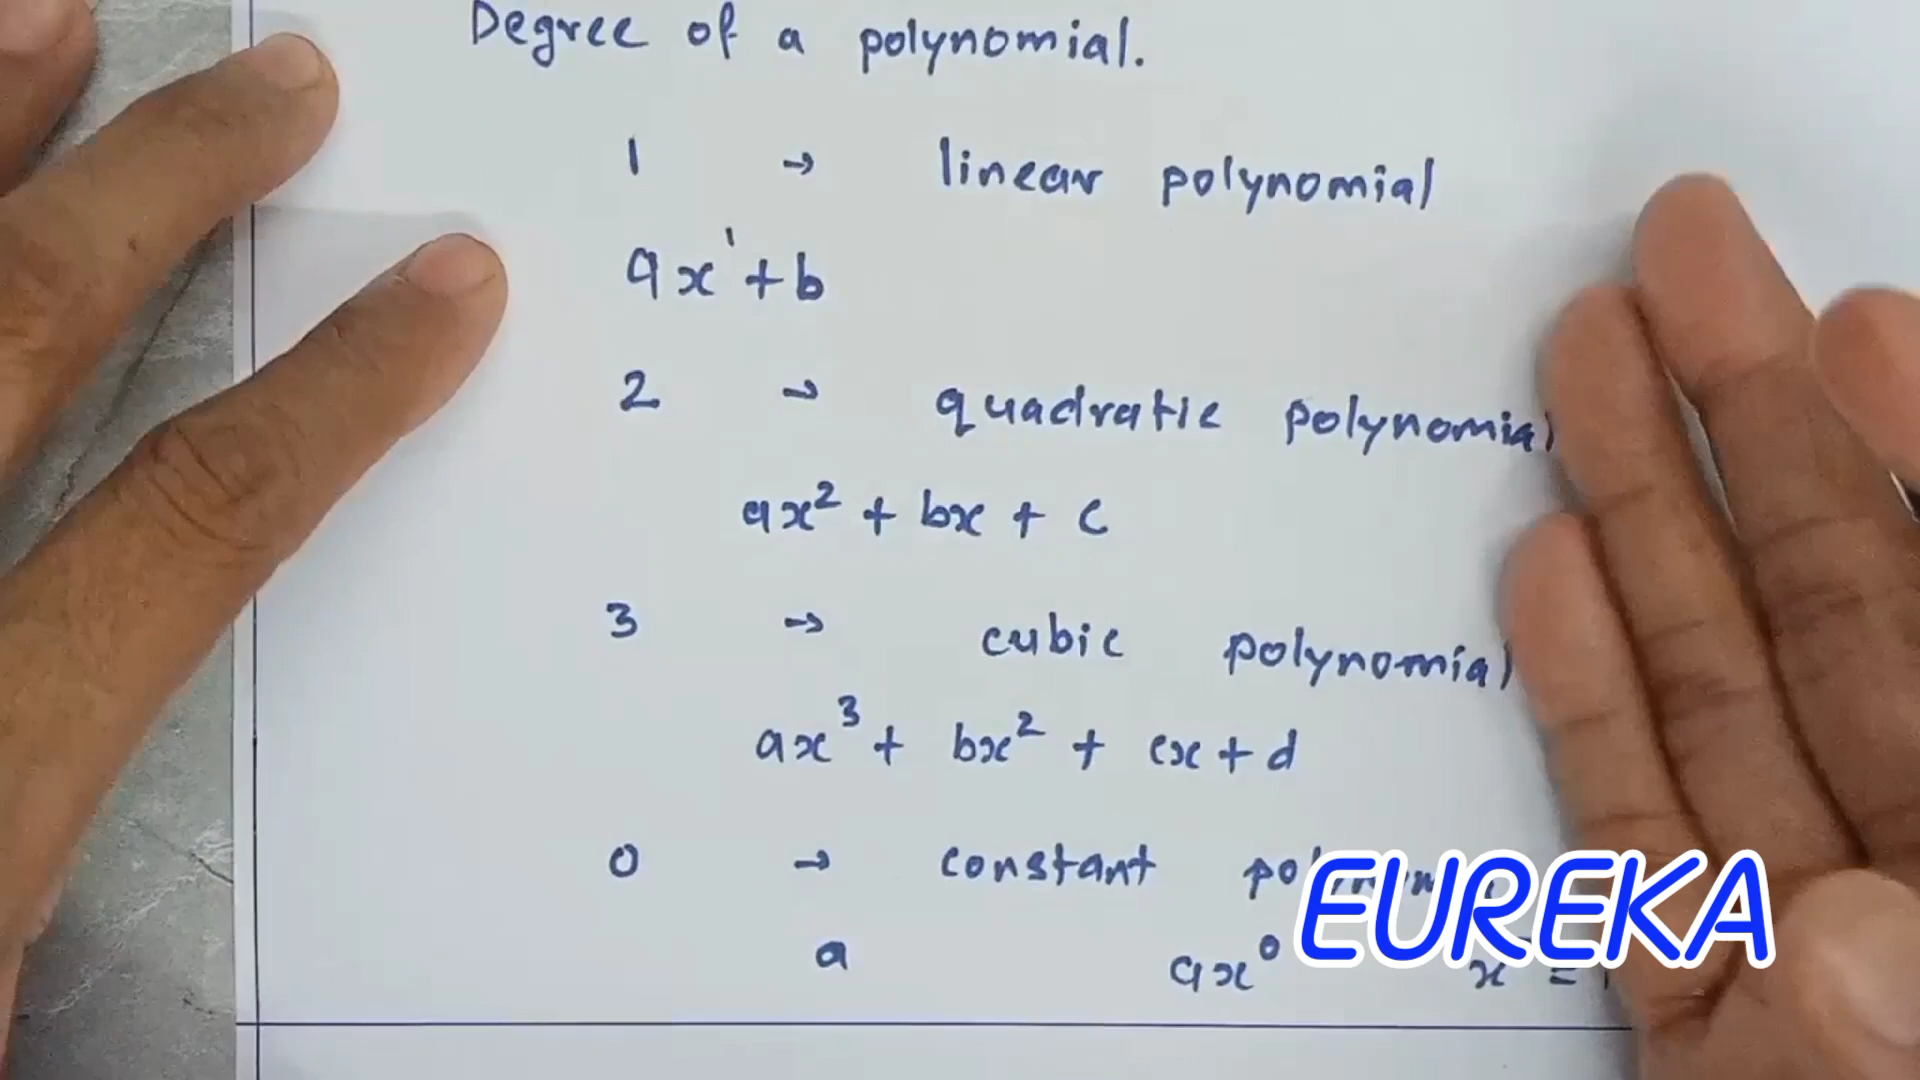 Degree of a polynomial.
1 → linear polynomial
ax¹ + b
2 → quadratic polynomial
ax² + bx + c
3 → cubic polynomial
ax³ + bx² + cx + d
0 → constant
EUREKA
a ax⁰ x =